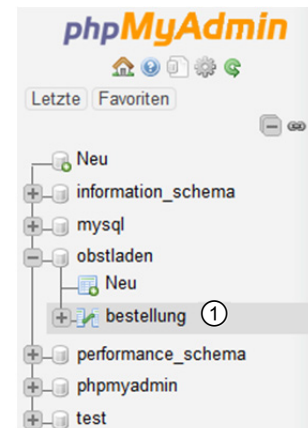 phpMyAdmin
Letzte Favoriten
Neu
information_schema
mysql
obstladen
Neu
bestellung 1
performance_schema
phpmyadmin
test